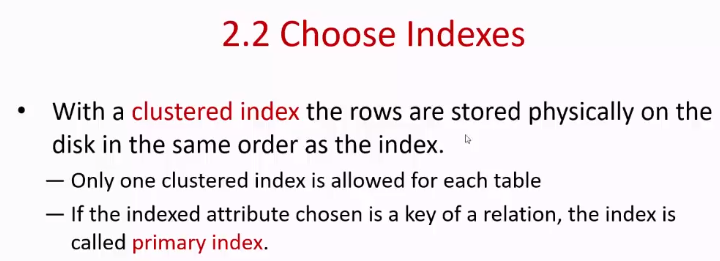 2.2 Choose Indexes
• With a clustered index the rows are stored physically on the
disk in the same order as the index.
— Only one clustered index is allowed for each table
— If the indexed attribute chosen is a key of a relation, the index is
called primary index.